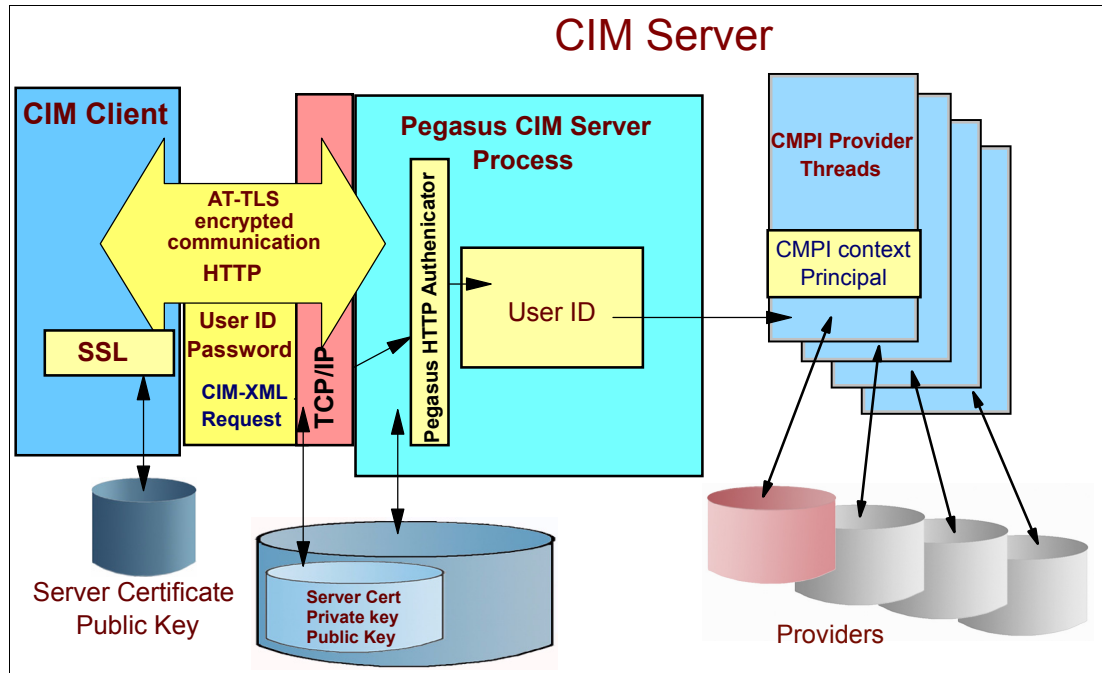 CIM Server
CIM Client
AT-TLS
encrypted
communication
HTTP
SSL
User ID
Password
CIM-XML
Request
TCP/IP
Pegasus CIM Server
Process
Pegasus HTTP Authenicator
User ID
CMPI Provider
Threads
CMPI context
Principal
Server Certificate
Public Key
Server Cert
Private key
Public Key
Providers